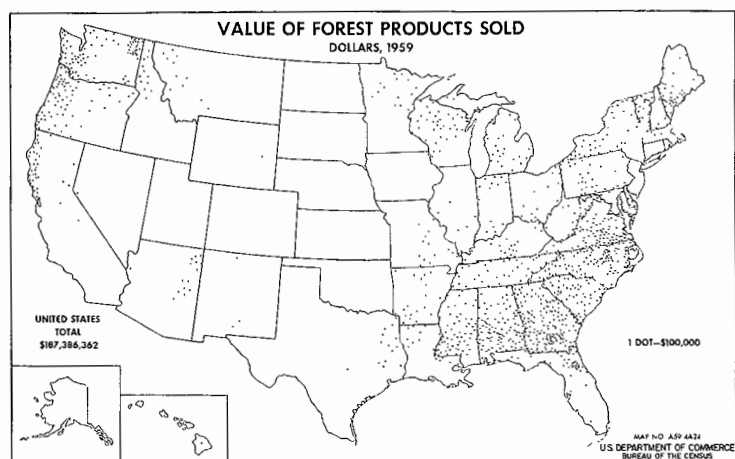 VALUE OF FOREST PRODUCTS SOLD
DOLLARS, 1959
UNITED STATES
TOTAL
$187,386,362
1 DOT—$100,000
MAP NO. A59-4A24
U.S. DEPARTMENT OF COMMERCE
BUREAU OF THE CENSUS